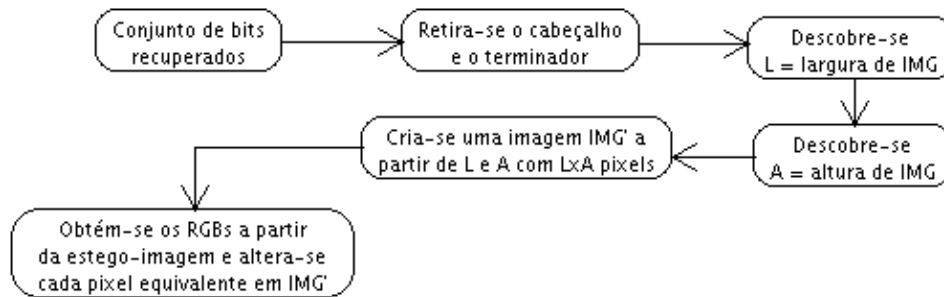 Conjunto de bits
recuperados
Retira-se o cabeçalho
e o terminador
Descobre-se
L = largura de IMG
Descobre-se
A = altura de IMG
Cria-se uma imagem IMG' a
partir de L e A com LxA pixels
Obtém-se os RGBs a partir
da estego-imagem e altera-se
cada pixel equivalente em IMG'